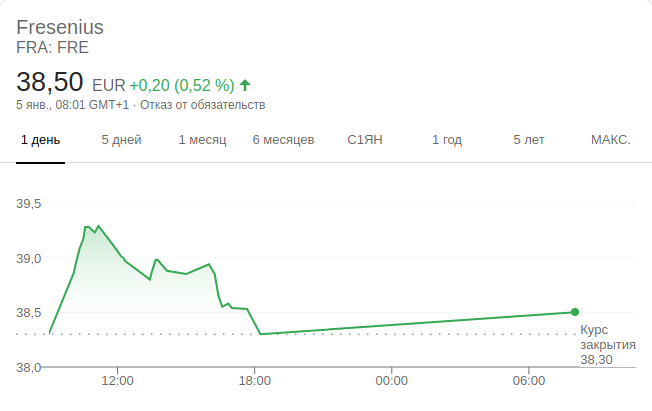 Fresenius
FRA: FRE
38,50 EUR +0,20 (0,52 %)
5 янв., 08:01 GMT+1 · Отказ от обязательств
1 день 5 дней 1 месяц 6 месяцев С1ЯН 1 год 5 лет МАКС.
39,5
39,0
38,5
Курс
закрытия
38,30
38,0
12:00 18:00 00:00 06:00